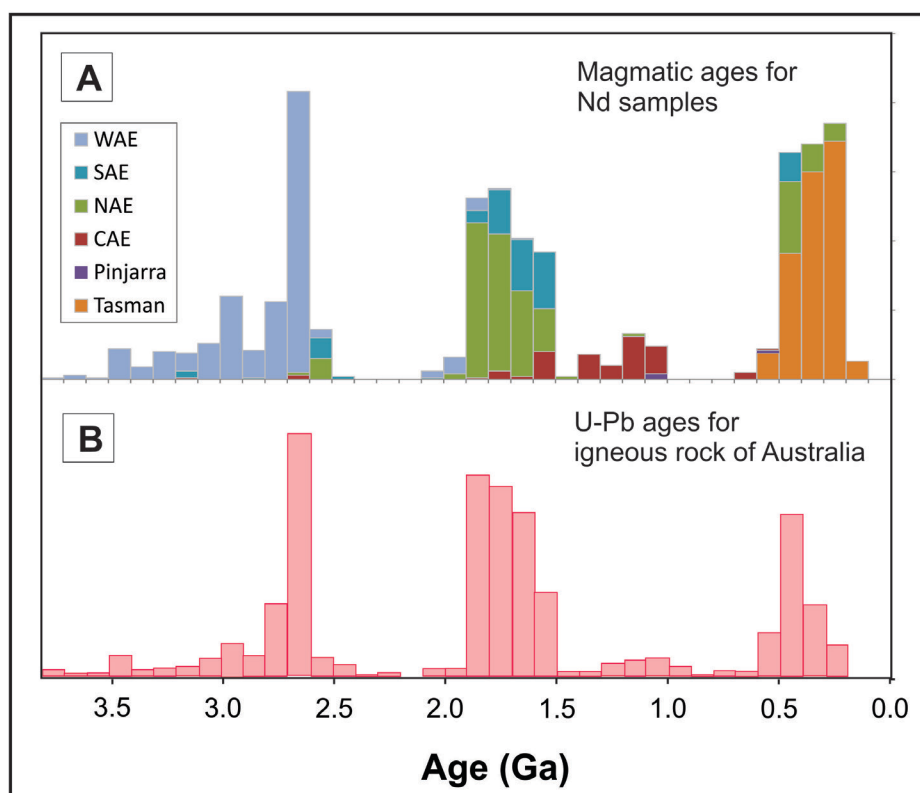 A
Magmatic ages for
Nd samples
WAE
SAE
NAE
CAE
Pinjarra
Tasman
B
U-Pb ages for
igneous rock of Australia
3.5 3.0 2.5 2.0 1.5 1.0 0.5 0.0
Age (Ga)